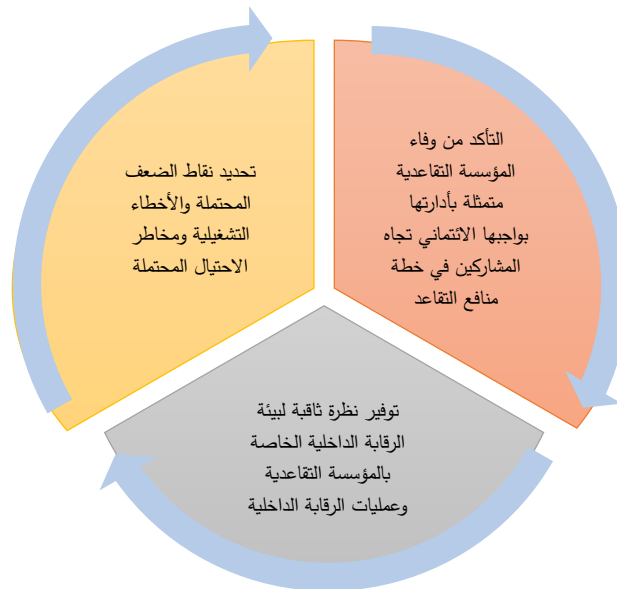 التأكد من وفاء
المؤسسة التقاعدية
متمثلة بأدارتها
بواجبها الائتماني تجاه
المشاركين في خطة
منافع التقاعد
توفير نظرة ثاقبة لبيئة
الرقابة الداخلية الخاصة
بالمؤسسة التقاعدية
وعمليات الرقابة الداخلية
تحديد نقاط الضعف
المحتملة والأخطاء
التشغيلية ومخاطر
الاحتيال المحتملة